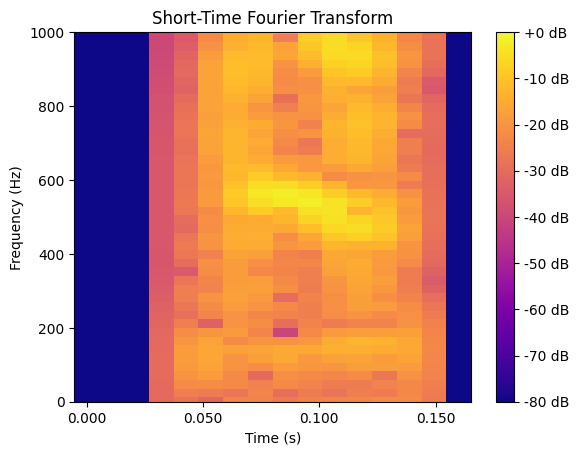 Short-Time Fourier Transform
1000
800
600
400
200
0
Frequency (Hz)
0.000
0.050
0.100
0.150
Time (s)
+0 dB
-10 dB
-20 dB
-30 dB
-40 dB
-50 dB
-60 dB
-70 dB
-80 dB